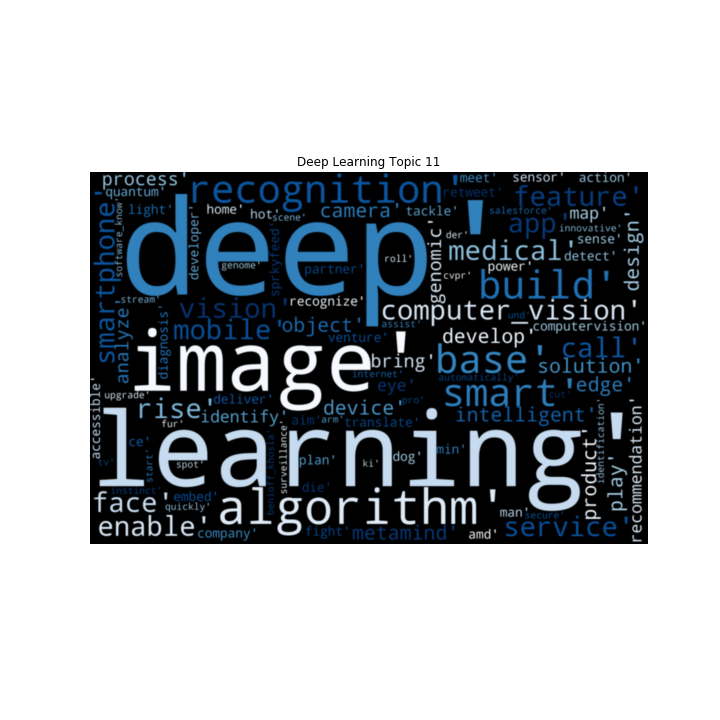 Deep Learning Topic 11
process'
recognition'
meet'
sensor'
action'
quantum'
retweet'
feature'
smartphone'
software_know'
light'
developer'
home'
hot'
scene'
camera'
tackle'
salesforce'
app'
map'
innovative'
design'
deep'
sprkyfeed'
genomic'
der'
medical'
sense'
detect'
genome'
partner'
roll'
cvpr'
power'
build'
stream'
vision'
recognize'
computer_vision'
und'
analyze'
diagnosis'
mobile'
object'
assist'
venture'
develop'
computervision'
call'
image'
bring'
base'
solution'
internet'
automatically'
eye'
smart'
edge'
cut'
accessible'
upgrade'
rise'
deliver'
device'
pro'
identify'
aim'
arm'
translate'
intelligent'
learning'
fur'
ce'
tv'
start'
spot'
benioff_khosla'
surveillance'
plan'
ki'
dog'
min'
product'
identification'
play'
recommendation'
instinct'
die'
face'
embed'
quickly'
algorithm'
man'
secure'
enable'
company'
fight'
metamind'
amd'
service'